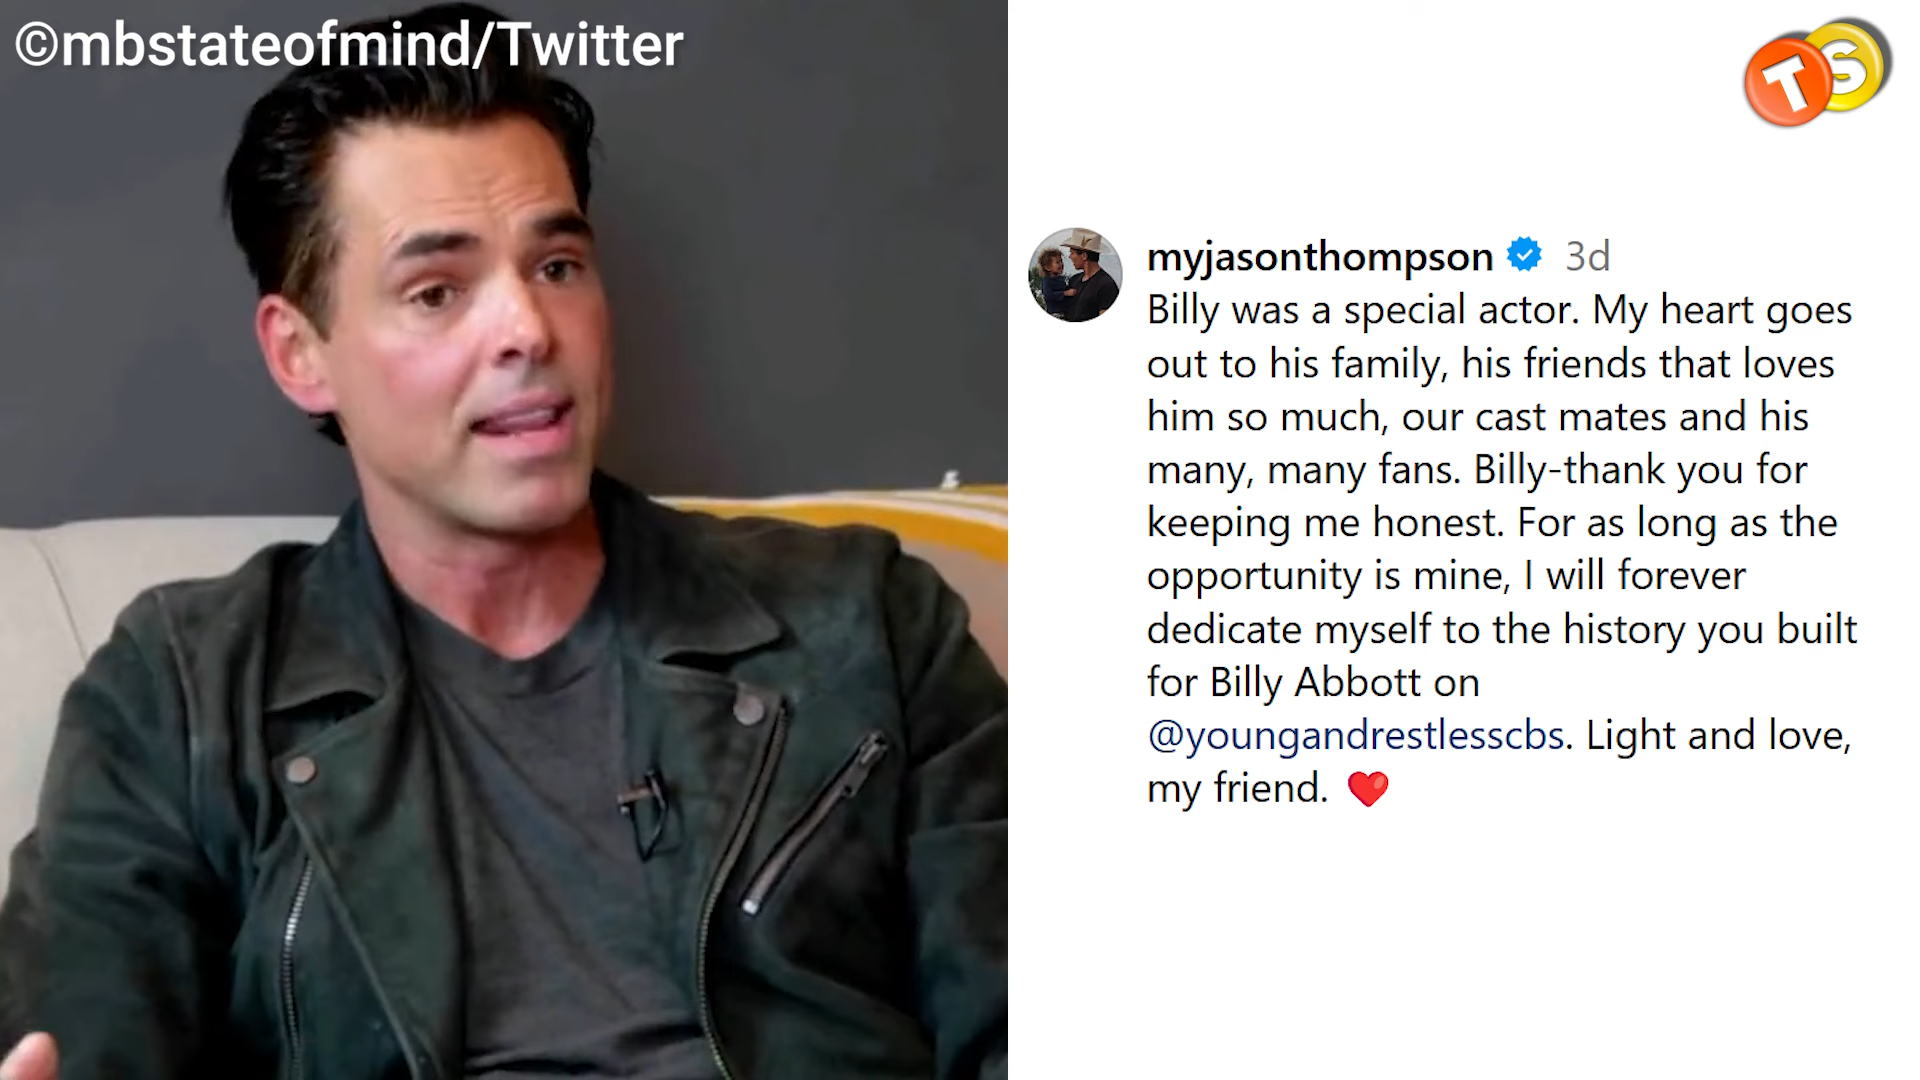 ©mbstateofmind/Twitter
TS
myjasonthompson 3d
Billy was a special actor. My heart goes
out to his family, his friends that loves
him so much, our cast mates and his
many, many fans. Billy-thank you for
keeping me honest. For as long as the
opportunity is mine, I will forever
dedicate myself to the history you built
for Billy Abbott on
@youngandrestlesscbs. Light and love,
my friend. ❤️